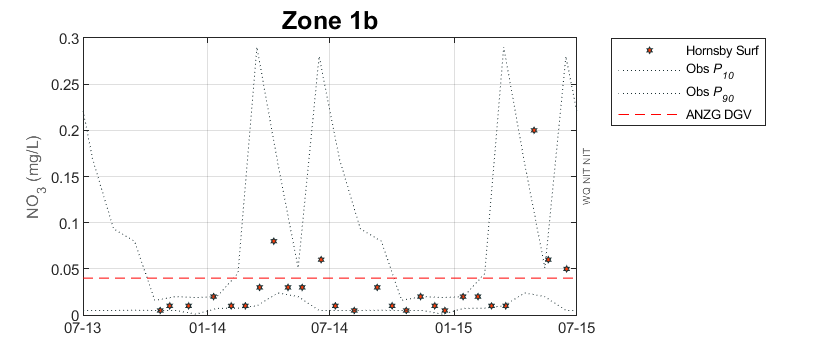 Zone 1b
0.3
0.25
0.2
0.15
0.1
0.05
0
NO3 (mg/L)
07-13
01-14
07-14
01-15
07-15
WQ NIT NIT
Hornsby Surf
Obs P10
Obs P90
ANZG DGV